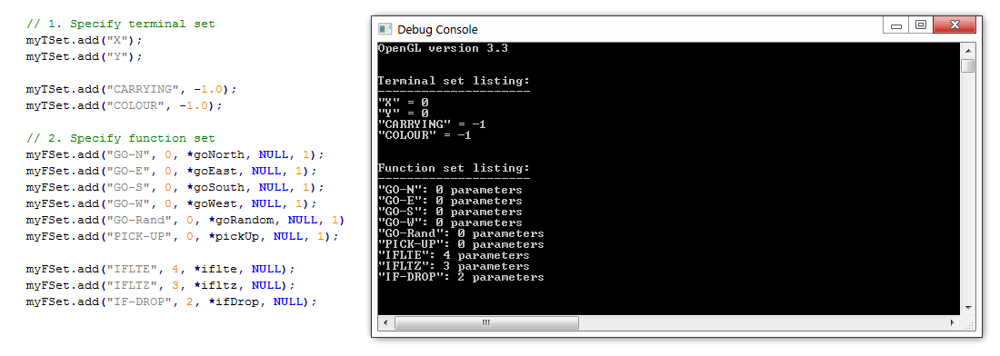 // 1. Specify terminal set
myTSet.add("X");
myTSet.add("Y");
myTSet.add("CARRYING", -1.0);
myTSet.add("COLOUR", -1.0);
// 2. Specify function set
myFSet.add("GO-N", 0, *goNorth, NULL, 1);
myFSet.add("GO-E", 0, *goEast, NULL, 1);
myFSet.add("GO-S", 0, *goSouth, NULL, 1);
myFSet.add("GO-W", 0, *goWest, NULL, 1);
myFSet.add("GO-Rand", 0, *goRandom, NULL, 1)
myFSet.add("PICK-UP", 0, *pickUp, NULL, 1);
myFSet.add("IFLTE", 4, *iflte, NULL);
myFSet.add("IFLTZ", 3, *ifltz, NULL);
myFSet.add("IF-DROP", 2, *ifDrop, NULL);
Debug Console
OpenGL version 3.3
Terminal set listing:
---------------------
"X" = 0
"Y" = 0
"CARRYING" = -1
"COLOUR" = -1
Function set listing:
---------------------
"GO-N": 0 parameters
"GO-E": 0 parameters
"GO-S": 0 parameters
"GO-W": 0 parameters
"GO-Rand": 0 parameters
"PICK-UP": 0 parameters
"IFLTE": 4 parameters
"IFLTZ": 3 parameters
"IF-DROP": 2 parameters